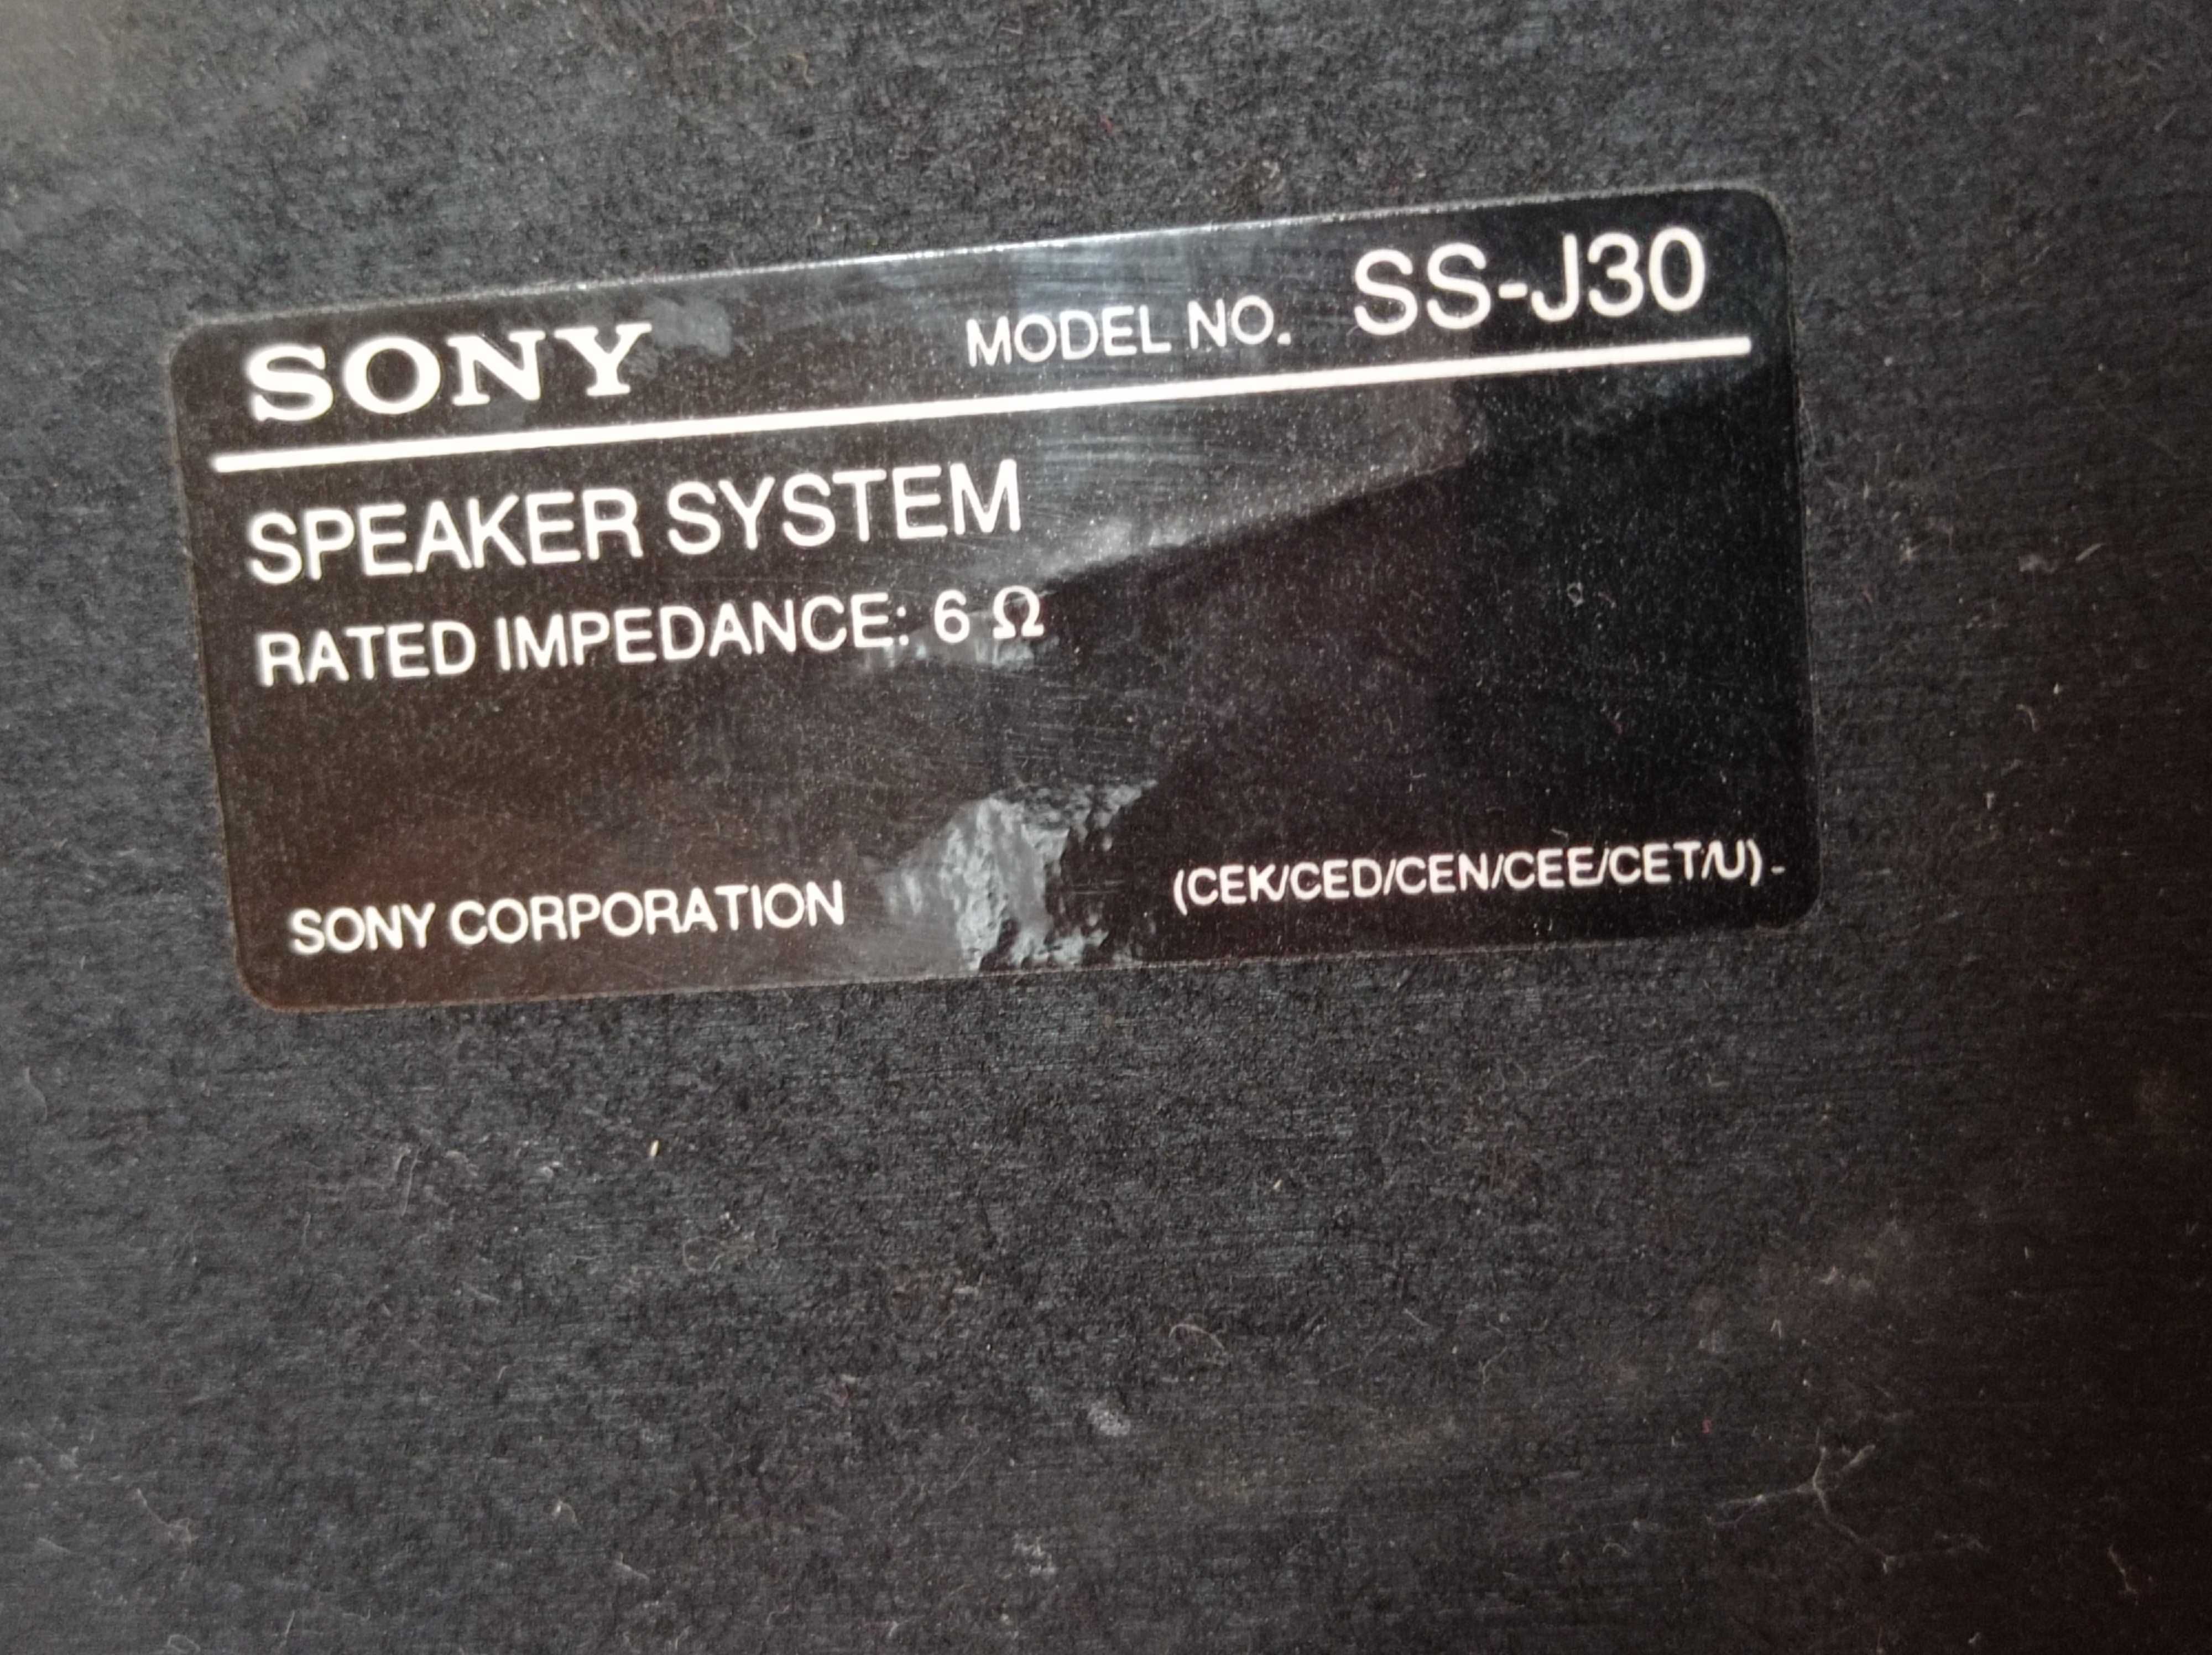 SONY MODEL NO. SS-J30
SPEAKER SYSTEM
RATED IMPEDANCE: 6 Ω
SONY CORPORATION (CEK/CED/CEN/CEE/CET/U) -